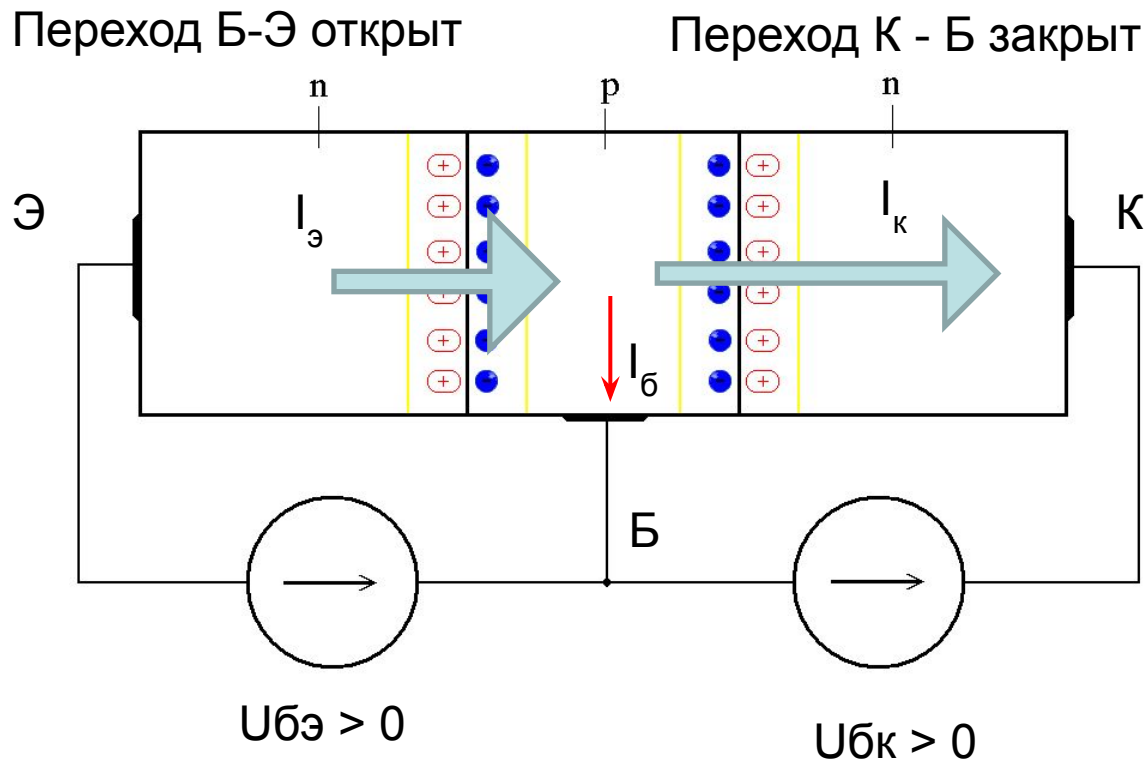 Переход Б-Э открыт
Переход К - Б закрыт
n
p
n
Э
Iэ
Iк
К
Iб
Б
Uбэ > 0
Uбк > 0